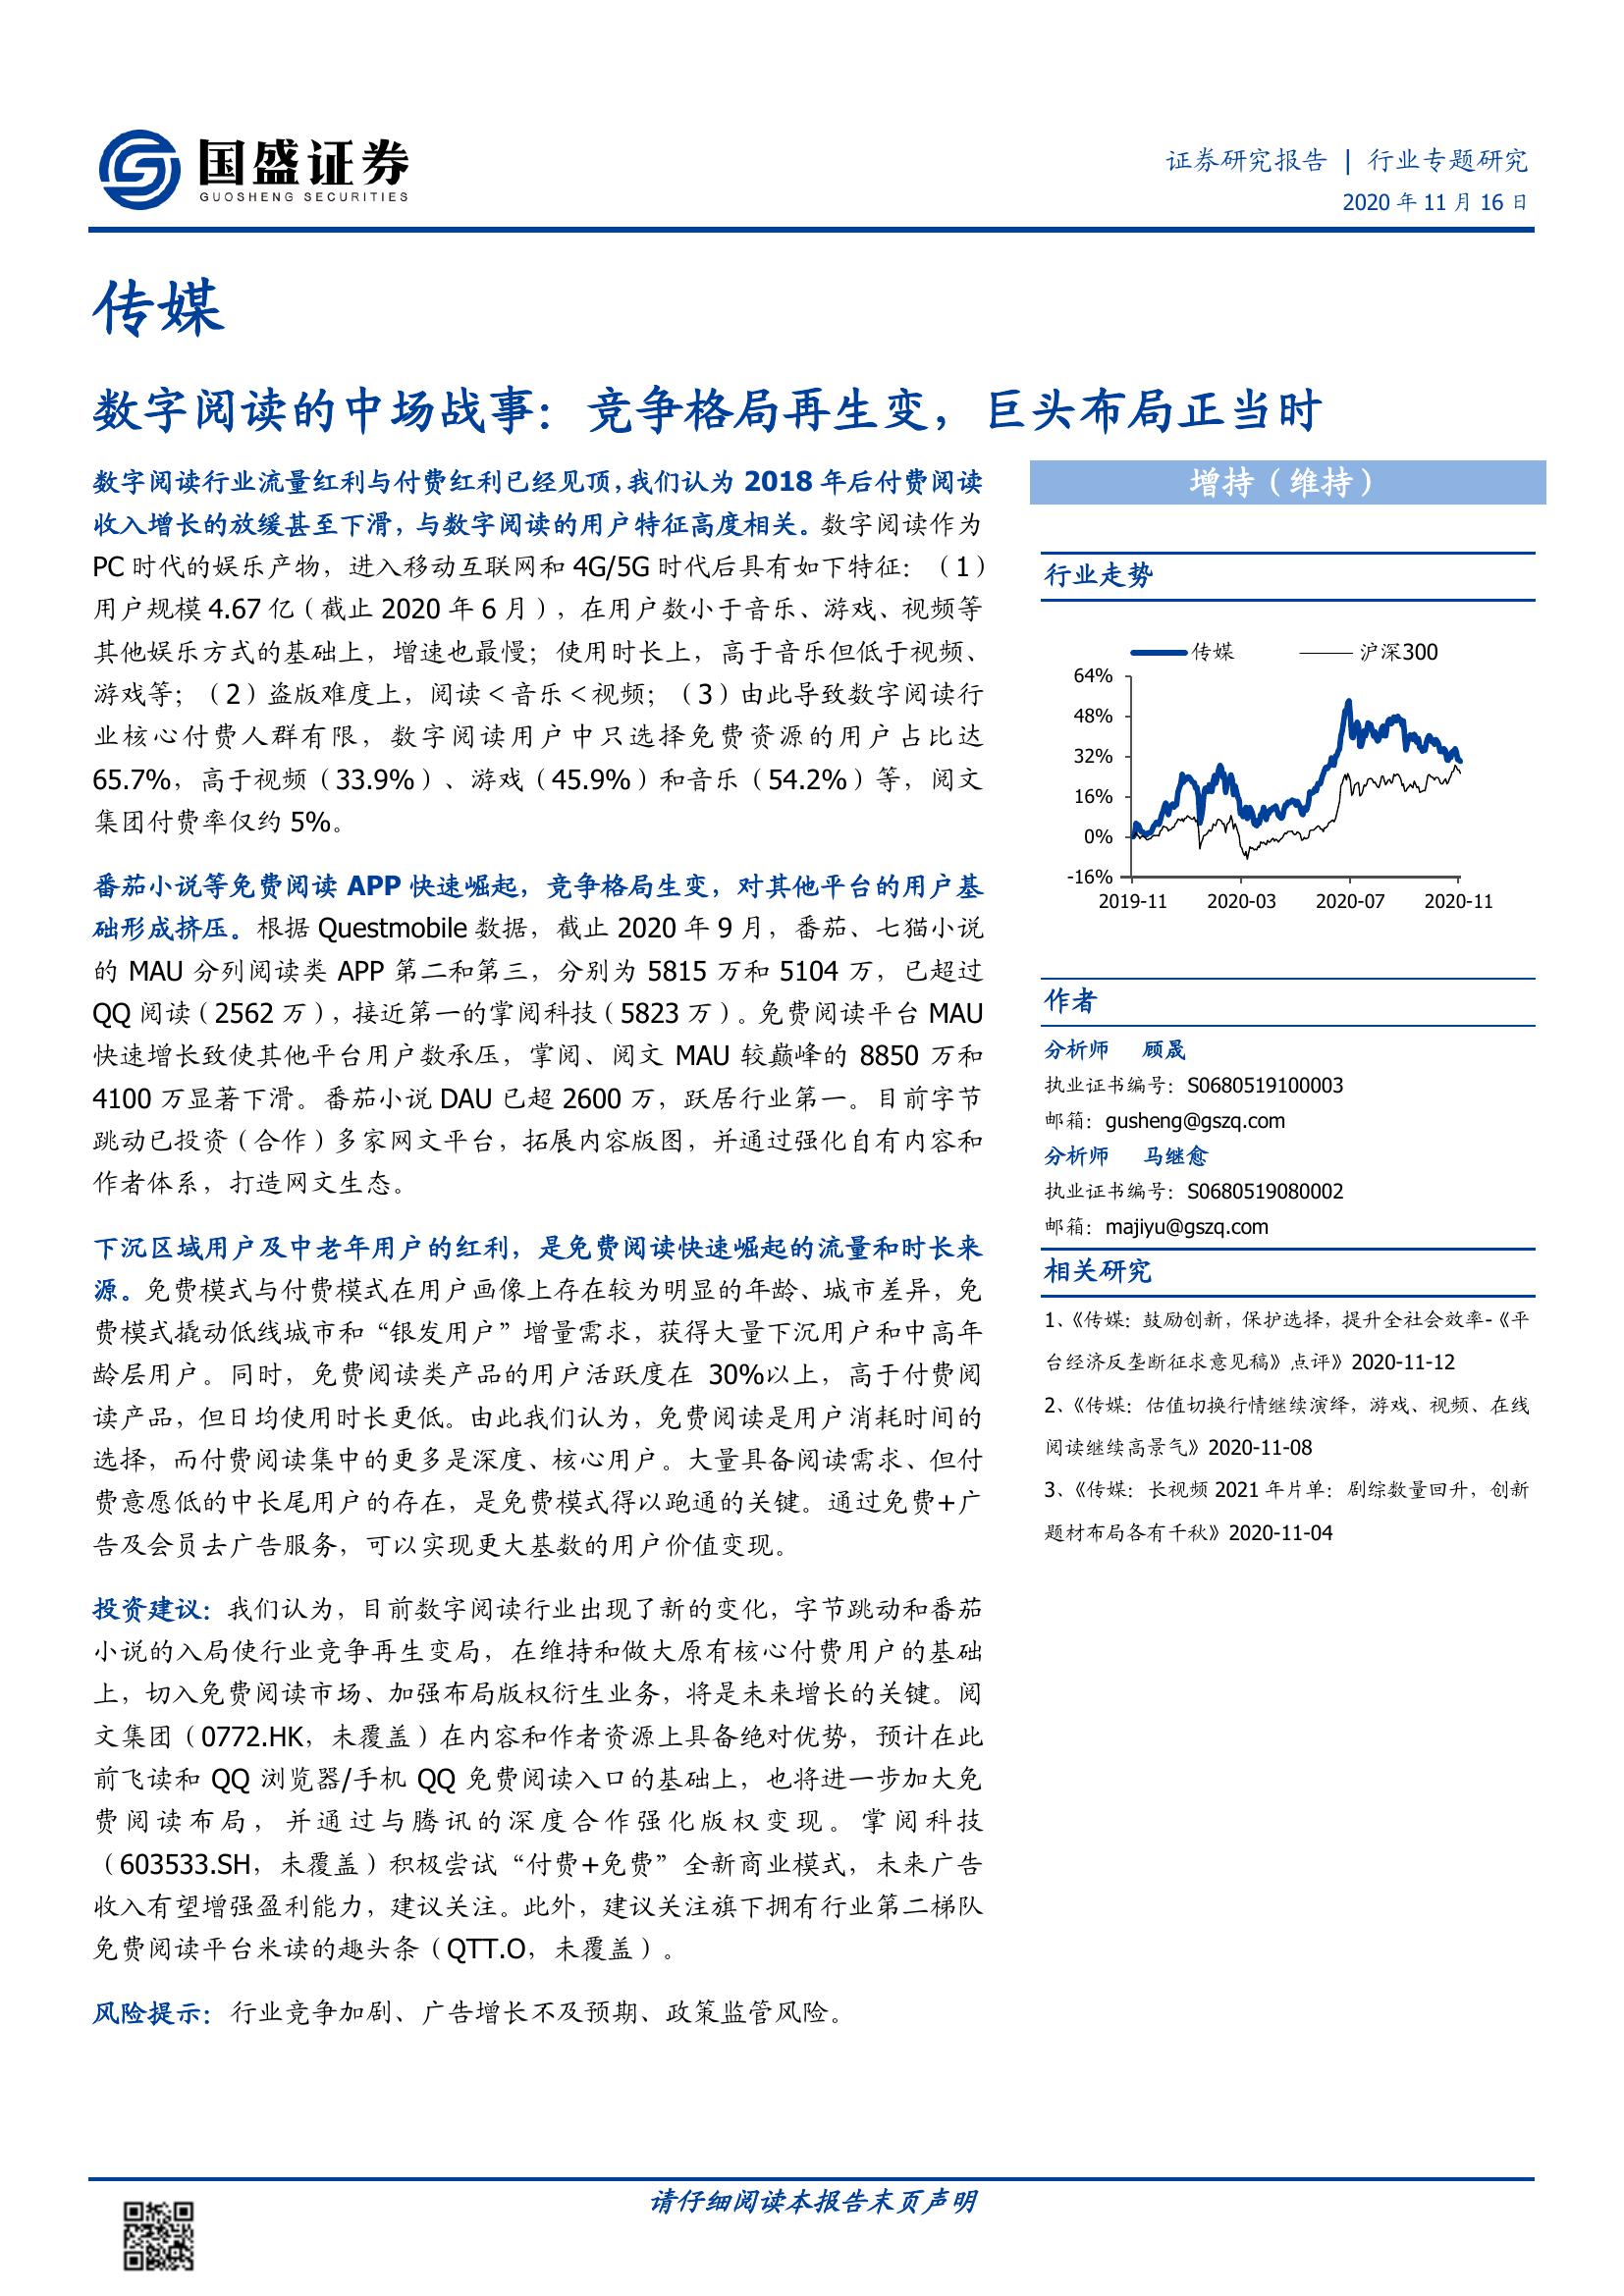 国盛证券
GUOSHENG SECURITIES
证券研究报告 | 行业专题研究
2020 年 11 月 16 日
传媒
数字阅读的中场战事：竞争格局再生变，巨头布局正当时
数字阅读行业流量红利与付费红利已经见顶，我们认为 2018 年后付费阅读
收入增长的放缓甚至下滑，与数字阅读的用户特征高度相关。数字阅读作为
PC 时代的娱乐产物，进入移动互联网和 4G/5G 时代后具有如下特征：（1）
用户规模 4.67 亿（截止 2020 年 6 月），在用户数小于音乐、游戏、视频等
其他娱乐方式的基础上，增速也最慢；使用时长上，高于音乐但低于视频、
游戏等；（2）盗版难度上，阅读＜音乐＜视频；（3）由此导致数字阅读行
业核心付费人群有限，数字阅读用户中只选择免费资源的用户占比达
65.7%，高于视频（33.9%）、游戏（45.9%）和音乐（54.2%）等，阅文
集团付费率仅约 5%。
番茄小说等免费阅读 APP 快速崛起，竞争格局生变，对其他平台的用户基
础形成挤压。根据 Questmobile 数据，截止 2020 年 9 月，番茄、七猫小说
的 MAU 分列阅读类 APP 第二和第三，分别为 5815 万和 5104 万，已超过
QQ 阅读（2562 万），接近第一的掌阅科技（5823 万）。免费阅读平台 MAU
快速增长致使其他平台用户数承压，掌阅、阅文 MAU 较巅峰的 8850 万和
4100 万显著下滑。番茄小说 DAU 已超 2600 万，跃居行业第一。目前字节
跳动已投资（合作）多家网文平台，拓展内容版图，并通过强化自有内容和
作者体系，打造网文生态。
下沉区域用户及中老年用户的红利，是免费阅读快速崛起的流量和时长来
源。免费模式与付费模式在用户画像上存在较为明显的年龄、城市差异，免
费模式撬动低线城市和“银发用户”增量需求，获得大量下沉用户和中高年
龄层用户。同时，免费阅读类产品的用户活跃度在 30%以上，高于付费阅
读产品，但日均使用时长更低。由此我们认为，免费阅读是用户消耗时间的
选择，而付费阅读集中的更多是深度、核心用户。大量具备阅读需求、但付
费意愿低的中长尾用户的存在，是免费模式得以跑通的关键。通过免费+广
告及会员去广告服务，可以实现更大基数的用户价值变现。
投资建议：我们认为，目前数字阅读行业出现了新的变化，字节跳动和番茄
小说的入局使行业竞争再生变局，在维持和做大原有核心付费用户的基础
上，切入免费阅读市场、加强布局版权衍生业务，将是未来增长的关键。阅
文集团（0772.HK，未覆盖）在内容和作者资源上具备绝对优势，预计在此
前飞读和 QQ 浏览器/手机 QQ 免费阅读入口的基础上，也将进一步加大免
费阅读布局，并通过与腾讯的深度合作强化版权变现。掌阅科技
（603533.SH，未覆盖）积极尝试“付费+免费”全新商业模式，未来广告
收入有望增强盈利能力，建议关注。此外，建议关注旗下拥有行业第二梯队
免费阅读平台米读的趣头条（QTT.O，未覆盖）。
风险提示：行业竞争加剧、广告增长不及预期、政策监管风险。
增持（维持）
行业走势
传媒 沪深300
64%
48%
32%
16%
0%
-16%
2019-11 2020-03 2020-07 2020-11
作者
分析师 顾晟
执业证书编号：S0680519100003
邮箱：gusheng@gszq.com
分析师 马继愈
执业证书编号：S0680519080002
邮箱：majiyu@gszq.com
相关研究
1、《传媒：鼓励创新，保护选择，提升全社会效率-《平
台经济反垄断征求意见稿》点评》2020-11-12
2、《传媒：估值切换行情继续演绎，游戏、视频、在线
阅读继续高景气》2020-11-08
3、《传媒：长视频 2021 年片单：剧综数量回升，创新
题材布局各有千秋》2020-11-04
请仔细阅读本报告末页声明